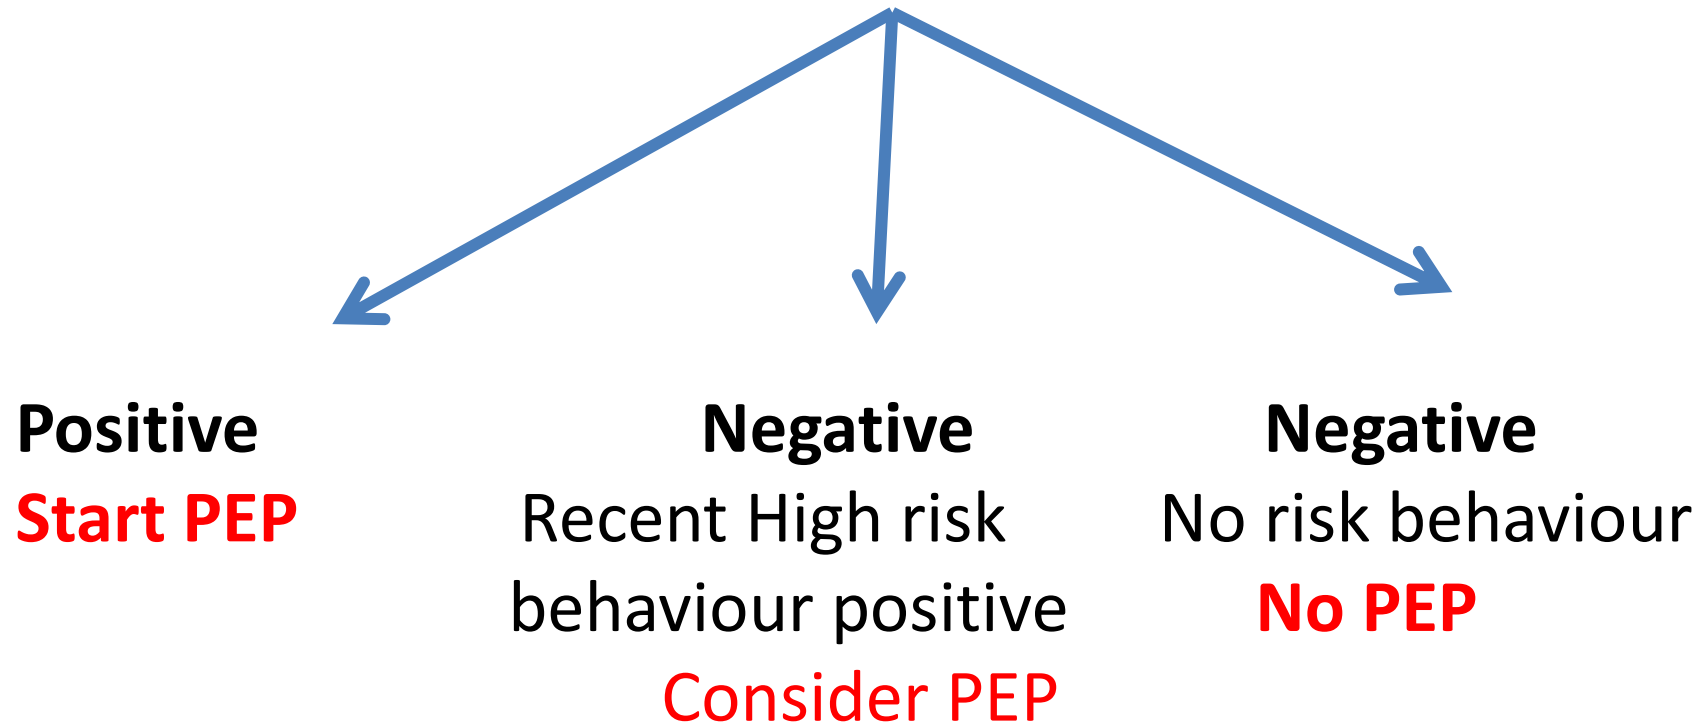 Positive
Start PEP
Negative
Recent High risk
behaviour positive
Consider PEP
Negative
No risk behaviour
No PEP